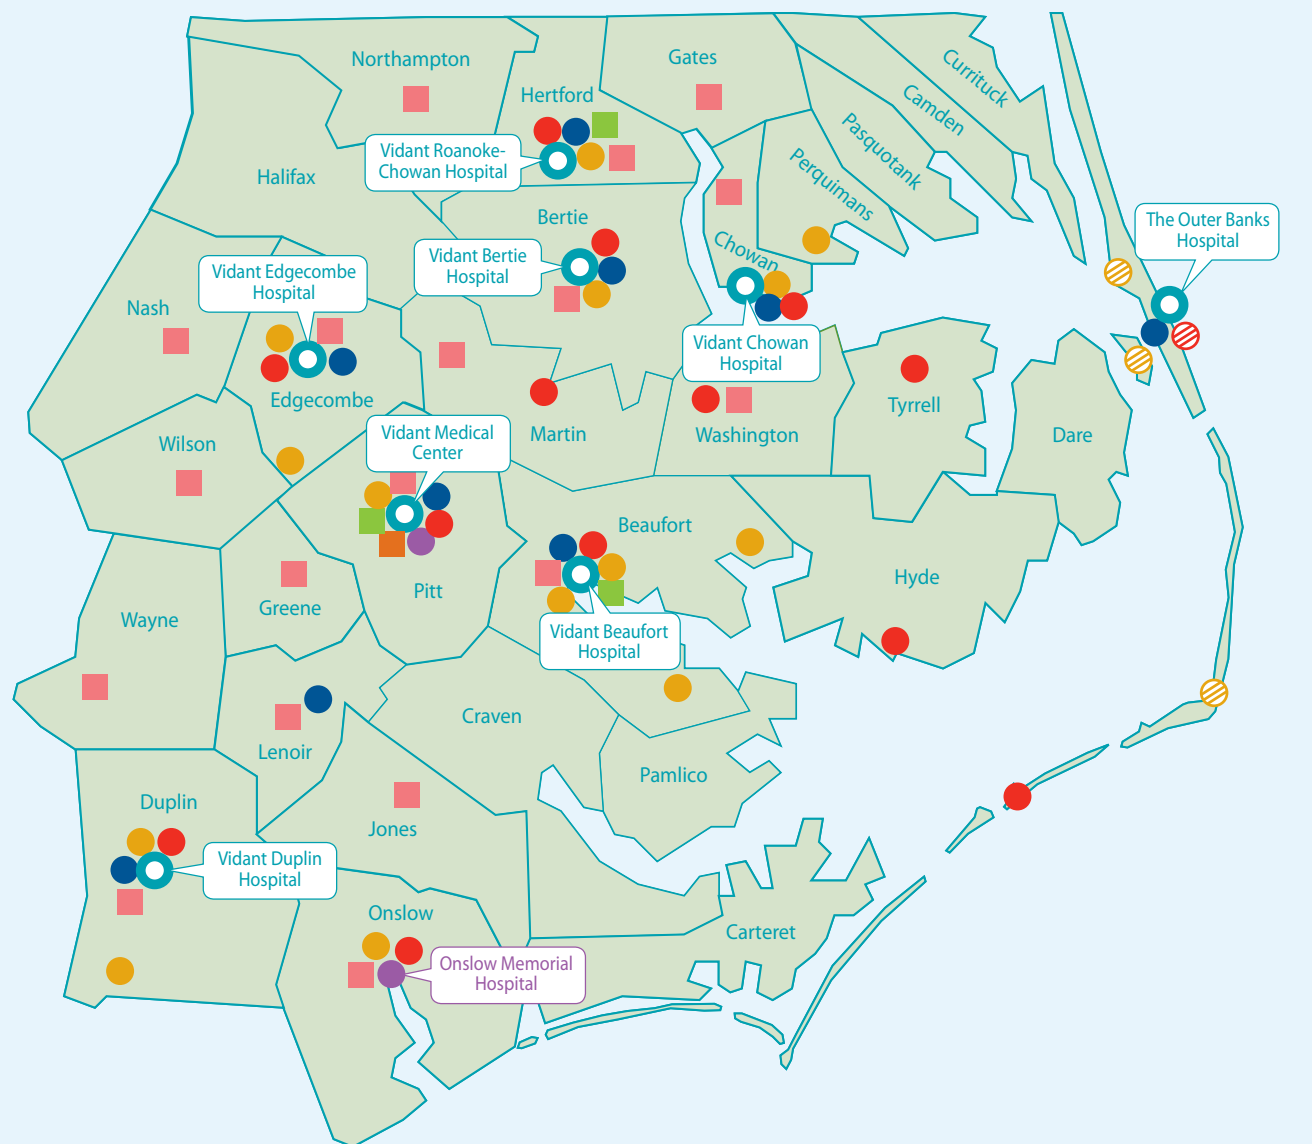 Northampton
Gates
Currituck
Hertford
Camden
Pasquotank
Vidant Roanoke-
Chowan Hospital
Perquimans
Halifax
Bertie
The Outer Banks
Hospital
Chowan
Vidant Bertie
Hospital
Vidant Edgecombe
Hospital
Nash
Vidant Chowan
Hospital
Edgecombe
Tyrrell
Wilson
Vidant Medical
Center
Martin
Washington
Dare
Beaufort
Hyde
Pitt
Greene
Wayne
Vidant Beaufort
Hospital
Craven
Lenoir
Pamlico
Duplin
Jones
Vidant Duplin
Hospital
Onslow
Carteret
Onslow Memorial
Hospital